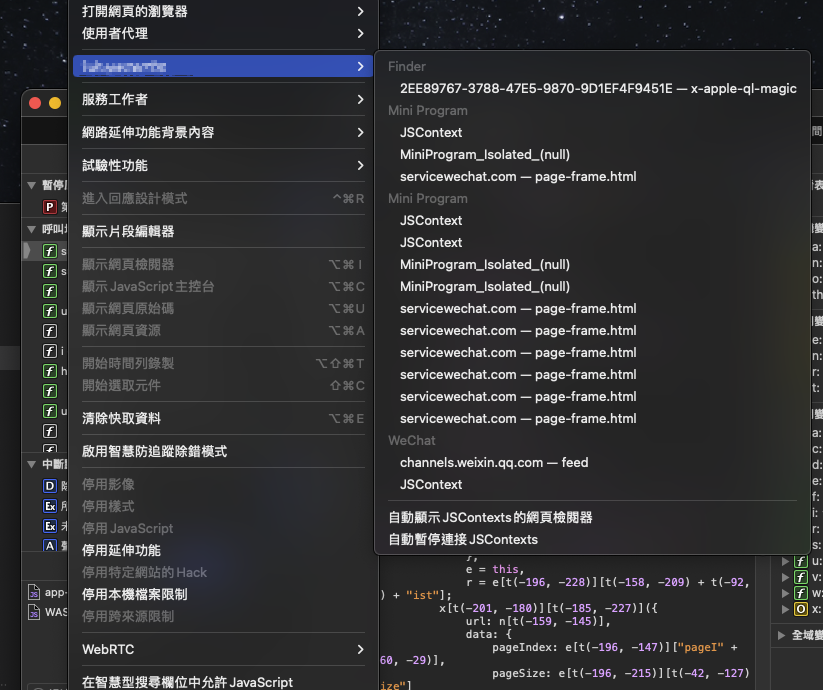 打開網頁的瀏覽器
使用者代理
服務工作者
網路延伸功能背景內容
試驗性功能
進入回應設計模式 ^⌘R
顯示片段編輯器
顯示網頁檢閱器 ⌥⌘I
顯示 JavaScript 主控台 ⌥⌘C
顯示網頁原始碼 ⌥⌘U
顯示網頁資源 ⌥⌘A
開始時間列錄製 ⌥⇧⌘T
開始選取元件 ⇧⌘C
清除快取資料 ⌥⌘E
啟用智慧防追蹤除錯模式
停用影像
停用樣式
停用 JavaScript
停用延伸功能
停用特定網站的 Hack
停用本機檔案限制
停用跨來源限制
WebRTC
在智慧型搜尋欄位中允許 JavaScript
Finder
2EE89767-3788-47E5-9870-9D1EF4F9451E — x-apple-ql-magic
Mini Program
JSContext
MiniProgram_Isolated_(null)
servicewechat.com — page-frame.html
Mini Program
JSContext
JSContext
MiniProgram_Isolated_(null)
MiniProgram_Isolated_(null)
servicewechat.com — page-frame.html
servicewechat.com — page-frame.html
servicewechat.com — page-frame.html
servicewechat.com — page-frame.html
servicewechat.com — page-frame.html
servicewechat.com — page-frame.html
WeChat
channels.weixin.qq.com — feed
JSContext
自動顯示 JSContexts 的網頁檢閱器
自動暫停連接 JSContexts
暫停
P
呼叫
f s
f s
f
f u
f
f i
f h
f
f u
f
f
中斷
D
Ex
Ex
A
app-
WAS
},
e = this,
r = e[t(-196, -228)][t(-158, -209) + t(-92,
) + "ist"];
x[t(-201, -180)][t(-185, -227)]({
url: n[t(-159, -145)],
data: {
pageIndex: e[t(-196, -147)]["pageI" +
60, -29)],
pageSize: e[t(-196, -215)][t(-42, -127)
ize"]
間
表
a:
n:
o:
th
e:
n:
r:
t:
a:
c:
d:
e:
f:
i:
r:
s:
f u:
f v:
f w:
O x:
全域變